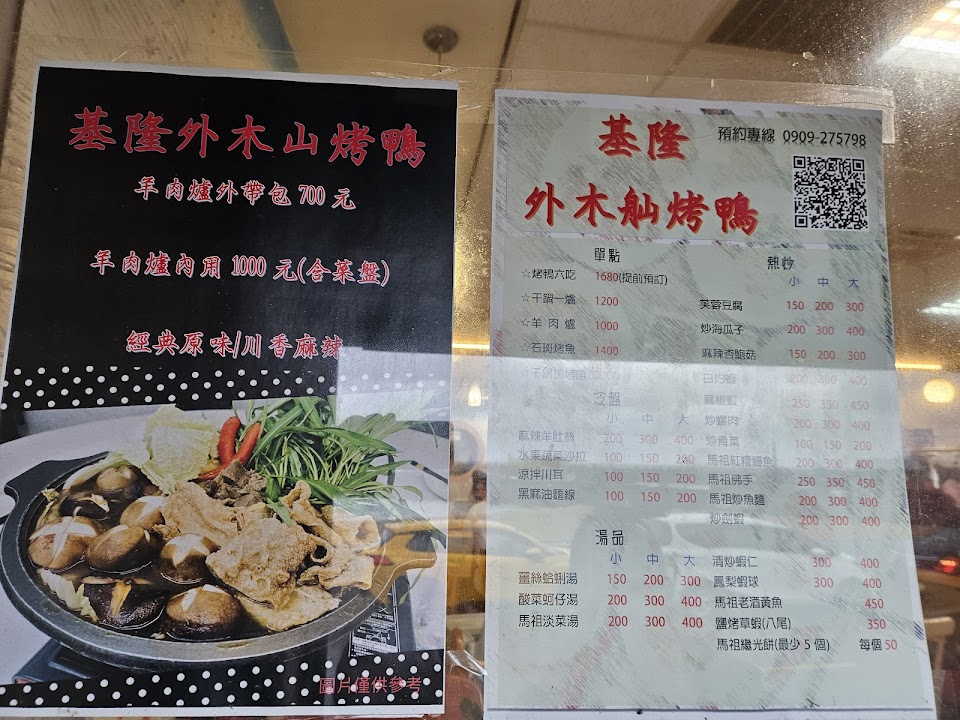 基隆外木山烤鴨
羊肉爐外帶包 700 元
羊肉爐內用 1000 元(含菜盤)
經典原味/川香麻辣
圖片僅供參考
基隆
預約專線 0909-275798
外木舢烤鴨
單點
☆烤鴨六吃 1680(提前預訂)
☆干鍋一爐 1200
☆羊肉爐 1000
☆石斑烤魚 1400
冷盤
小 中 大
麻辣羊肚絲 200 300 400
水果蔬菜沙拉 100 150 200
涼拌川耳 100 150 200
黑麻油麵線 100 150 200
湯品
小 中 大
薑絲蛤蜊湯 150 200 300
酸菜蚵仔湯 200 300 400
馬祖淡菜湯 200 300 400
熱炒
小 中 大
芙蓉豆腐 150 200 300
炒海瓜子 200 300 400
麻辣杏鮑菇 150 200 300
白灼蝦 200 300 400
麻椒蝦 250 350 450
炒螺肉 200 300 400
炒青菜 100 150 200
馬祖紅糟鰻魚 200 300 400
馬祖佛手 250 350 450
馬祖炒魚麵 200 300 400
炒劍蝦 200 300 400
清炒蝦仁 300 400
鳳梨蝦球 300 400
馬祖老酒黃魚 450
鹽烤草蝦(八尾) 350
馬祖繼光餅(最少 5 個) 每個 50